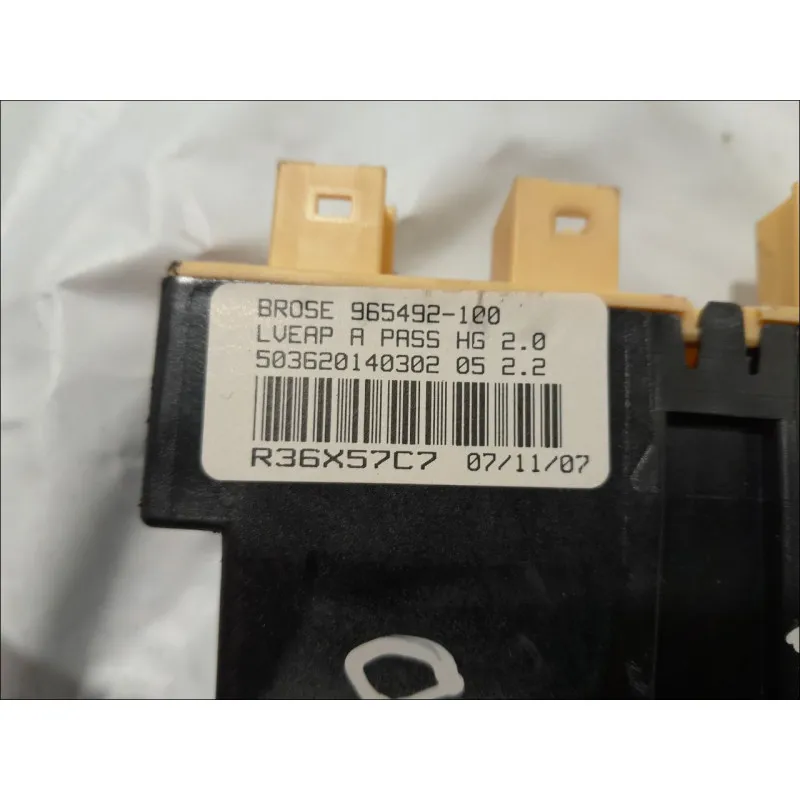 BROSE 965492-100
LVEAP A PASS HG 2.0
503620140302 05 2.2
R36X57C7 07/11/07